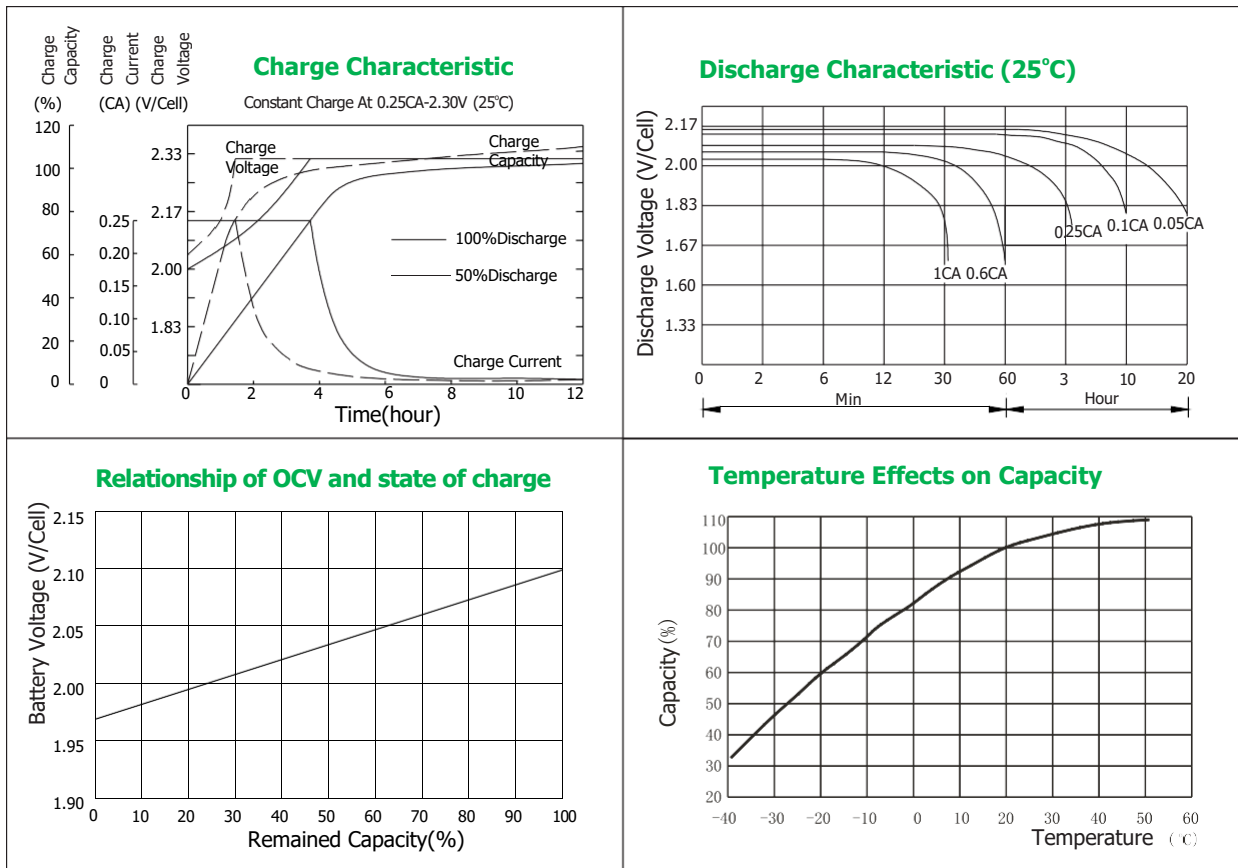 Charge Capacity
Charge Current
Charge Voltage
(%) (CA) (V/Cell)
Charge Characteristic
Constant Charge At 0.25CA-2.30V (25℃)
120
100
80
60
40
20
0
0.25
0.20
0.15
0.10
0.05
0
2.33
2.17
2.00
1.83
Charge
Voltage
Charge
Capacity
100%Discharge
50%Discharge
Charge Current
0 2 4 6 8 10 12
Time(hour)
Discharge Characteristic (25°C)
Discharge Voltage (V/Cell)
2.17
2.00
1.83
1.67
1.60
1.33
1CA 0.6CA 0.25CA 0.1CA 0.05CA
0 2 6 12 30 60 3 10 20
Min Hour
Relationship of OCV and state of charge
Battery Voltage (V/Cell)
2.15
2.10
2.05
2.00
1.95
1.90
0 10 20 30 40 50 60 70 80 90 100
Remained Capacity(%)
Temperature Effects on Capacity
Capacity(%)
110
100
90
80
70
60
50
40
30
20
-40 -30 -20 -10 0 10 20 30 40 50 60
Temperature (℃)